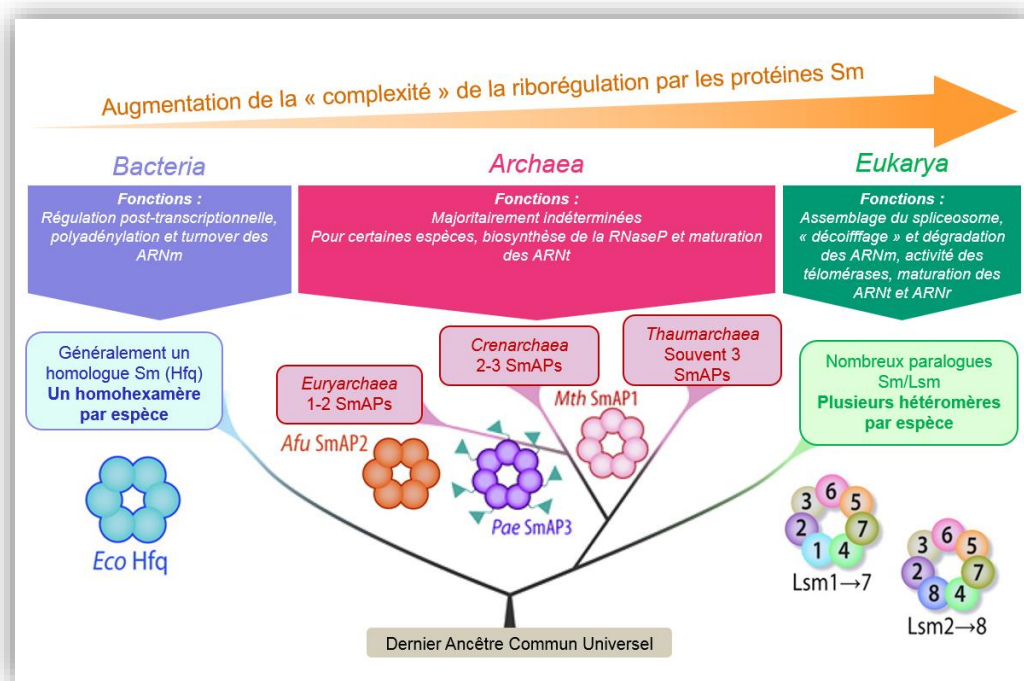 Augmentation de la « complexité » de la riborégulation par les protéines Sm
Bacteria
Fonctions :
Régulation post-transcriptionnelle,
polyadénylation et turnover des
ARNm
Archaea
Fonctions :
Majoritairement indéterminées
Pour certaines espèces, biosynthèse de la RNaseP et maturation
des ARNt
Eukarya
Fonctions :
Assemblage du spliceosome,
« décoifffage » et dégradation
des ARNm, activité des
télomérases, maturation des
ARNt et ARNr
Généralement un
homologue Sm (Hfq)
Un homohexamère
par espèce
Euryarchaea
1-2 SmAPs
Crenarchaea
2-3 SmAPs
Thaumarchaea
Souvent 3
SmAPs
Nombreux paralogues
Sm/Lsm
Plusieurs hétéromères
par espèce
Eco Hfq
Afu SmAP2
Pae SmAP3
Mth SmAP1
3 6 5
2 7
1 4
Lsm1→7
3 6 5
2 7
8 4
Lsm2→8
Dernier Ancêtre Commun Universel